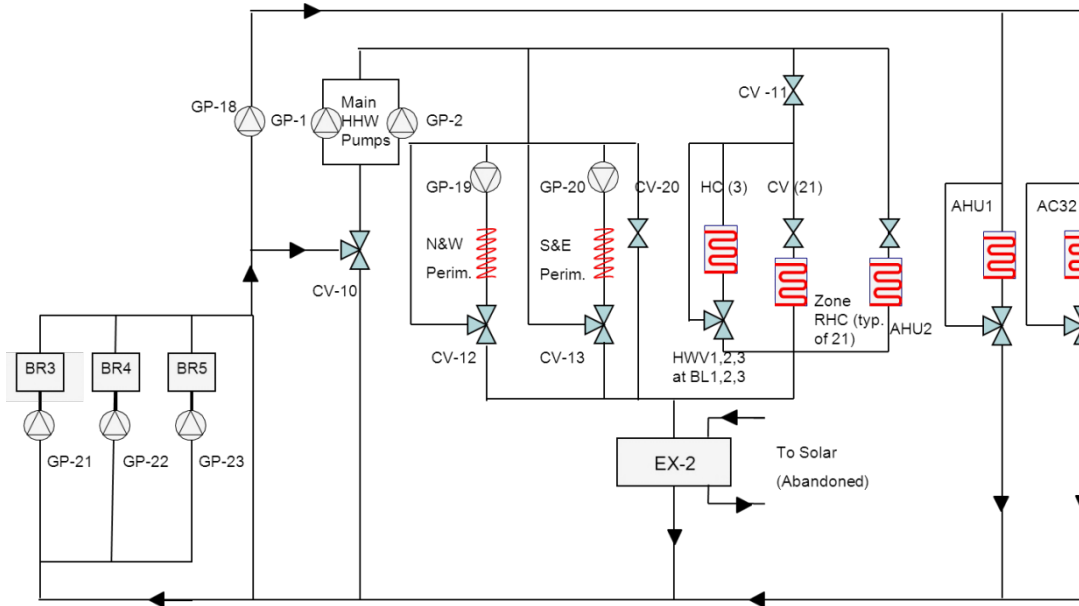 GP-18
GP-1
Main
HHW
Pumps
GP-2
CV -11
GP-19
GP-20
CV-20
HC (3)
CV (21)
AHU1
AC32
N&W
Perim.
S&E
Perim.
CV-10
Zone
RHC (typ.
of 21)
AHU2
CV-12
CV-13
HWV1,2,3
at BL1,2,3
BR3
BR4
BR5
GP-21
GP-22
GP-23
EX-2
To Solar
(Abandoned)